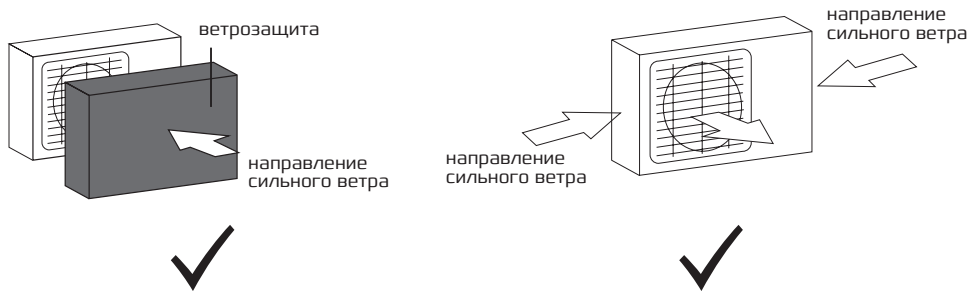 ветрозащита
направление
сильного ветра
направление
сильного ветра
направление
сильного ветра